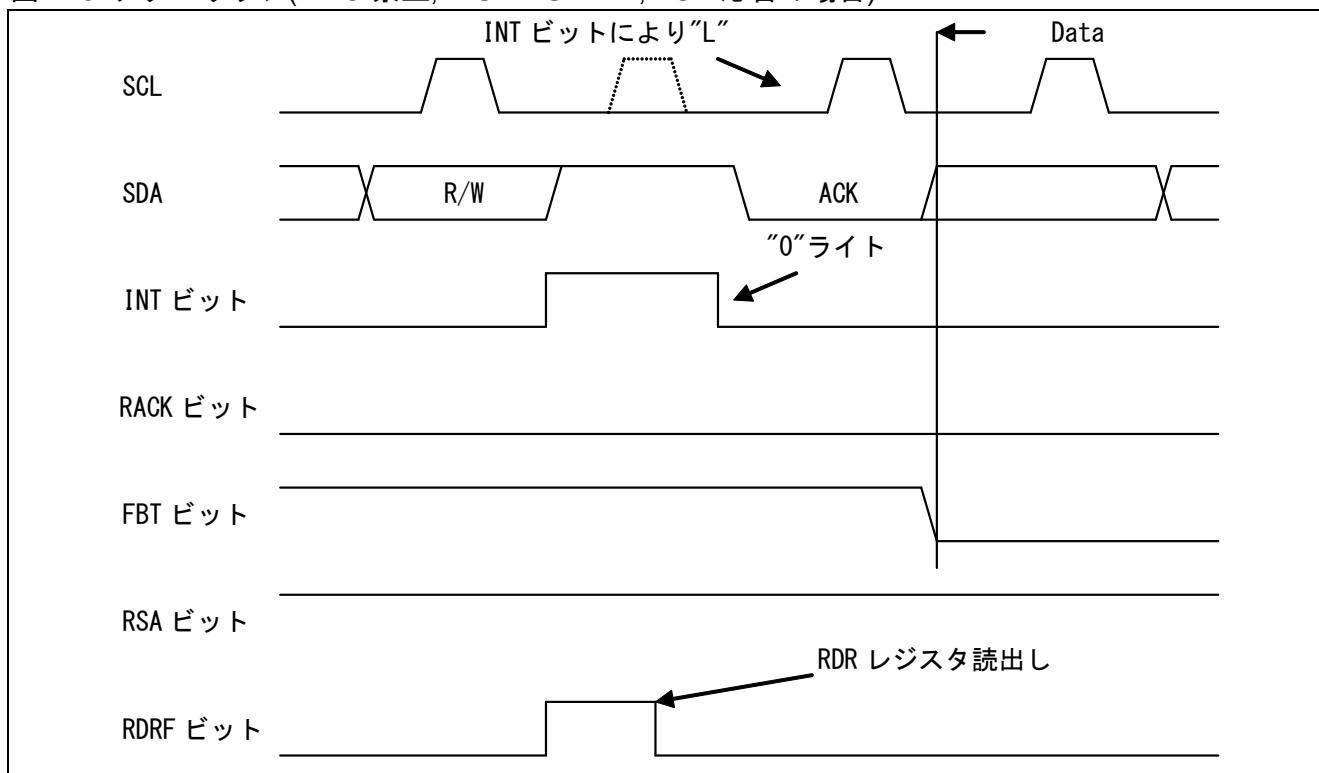 INT ビットにより"L"
Data
SCL
SDA
R/W
ACK
"0"ライト
INT ビット
RACK ビット
FBT ビット
RSA ビット
RDR レジスタ読出し
RDRF ビット